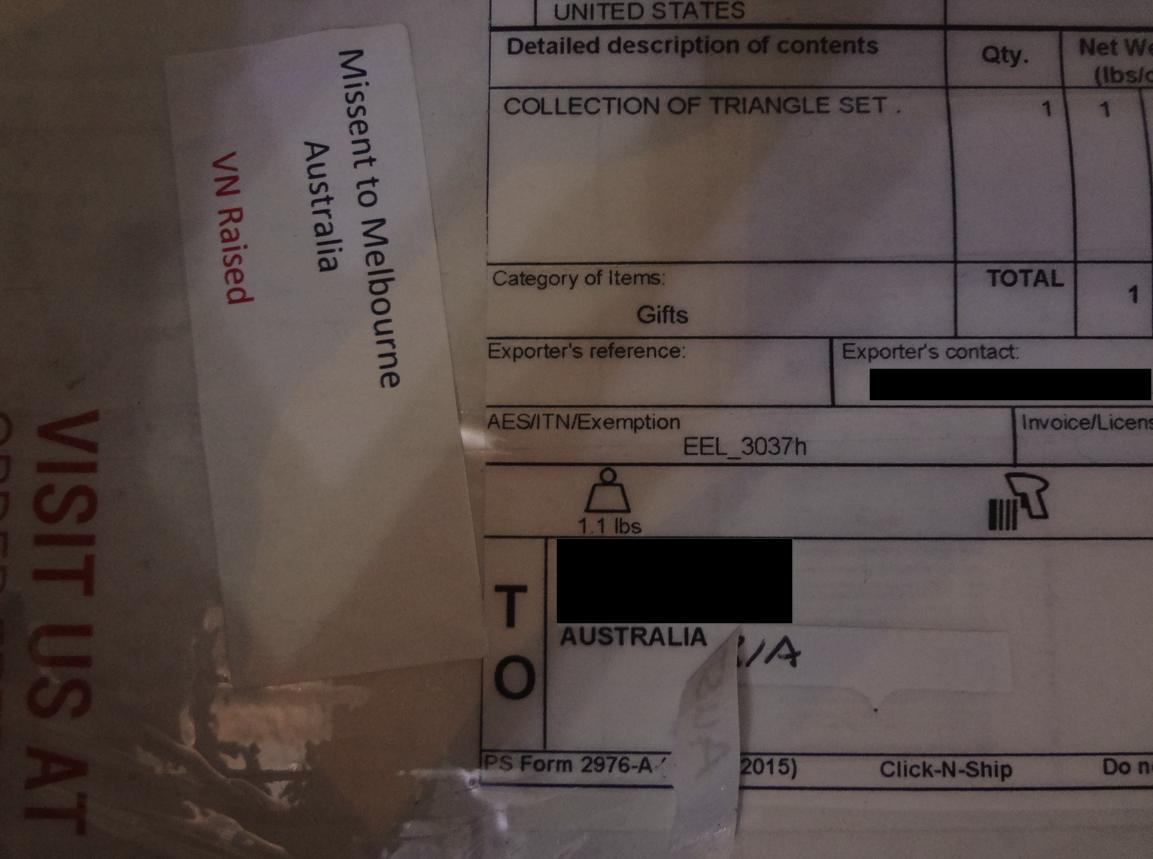 UNITED STATES
Detailed description of contents
Qty.
Net We
(lbs/o
COLLECTION OF TRIANGLE SET .
1
1
Category of Items:
Gifts
TOTAL
1
Exporter's reference:
Exporter's contact:
AES/ITN/Exemption
EEL_3037h
Invoice/Licens
1.1 lbs
TO
AUSTRALIA
/A
PS Form 2976-A
2015)
Click-N-Ship
Do n
Missent to Melbourne
Australia
VN Raised
VISIT US AT